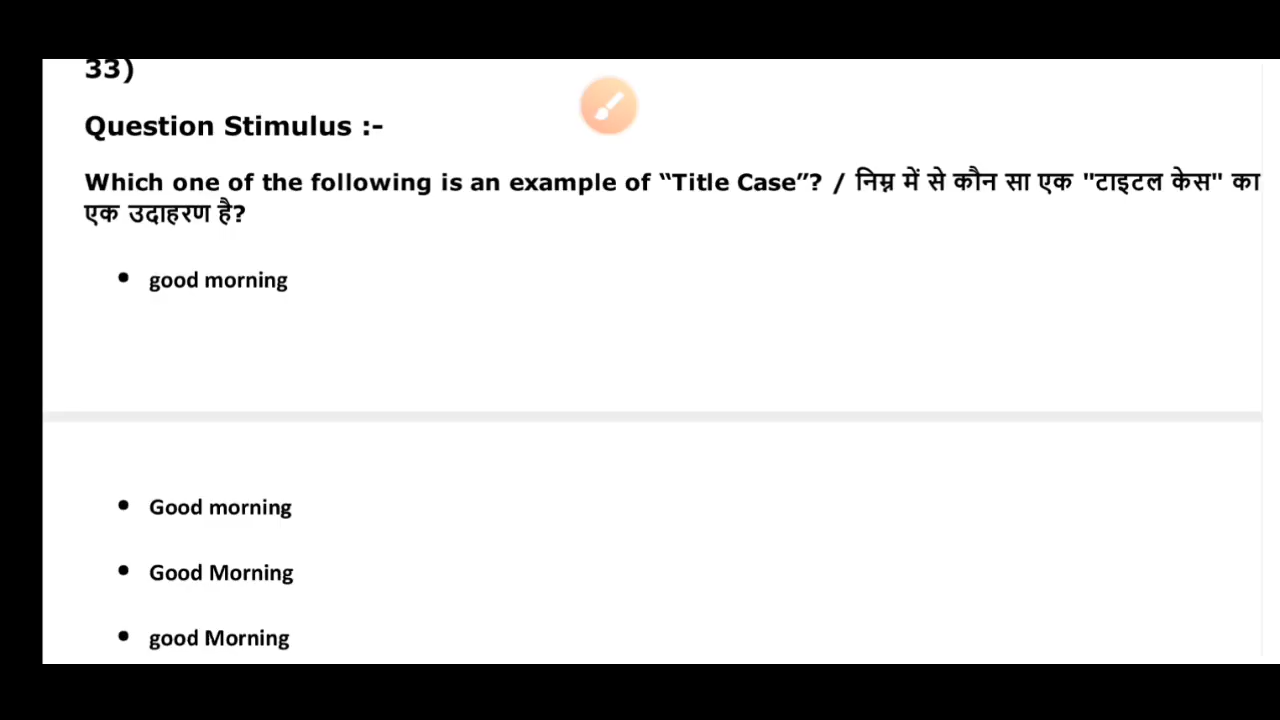 33)
Question Stimulus :-
Which one of the following is an example of “Title Case”? / निम्न में से कौन सा एक "टाइटल केस" का
एक उदाहरण है?
• good morning
• Good morning
• Good Morning
• good Morning